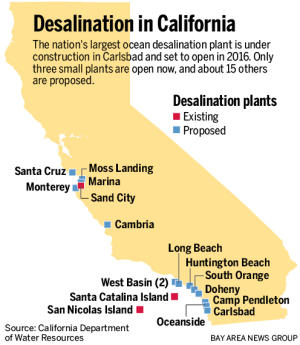 Desalination in California
The nation's largest ocean desalination plant is under
construction in Carlsbad and set to open in 2016. Only
three small plants are open now, and about 15 others
are proposed.
Desalination plants
Existing
Proposed
Santa Cruz
Moss Landing
Marina
Monterey
Sand City
Cambria
Long Beach
Huntington Beach
West Basin (2)
South Orange
Doheny
Santa Catalina Island
Camp Pendleton
San Nicolas Island
Carlsbad
Oceanside
Source: California Department
of Water Resources
BAY AREA NEWS GROUP